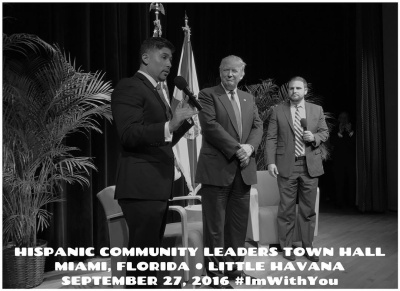 HISPANIC COMMUNITY LEADERS TOWN HALL
MIAMI, FLORIDA • LITTLE HAVANA
SEPTEMBER 27, 2016 #ImWithYou